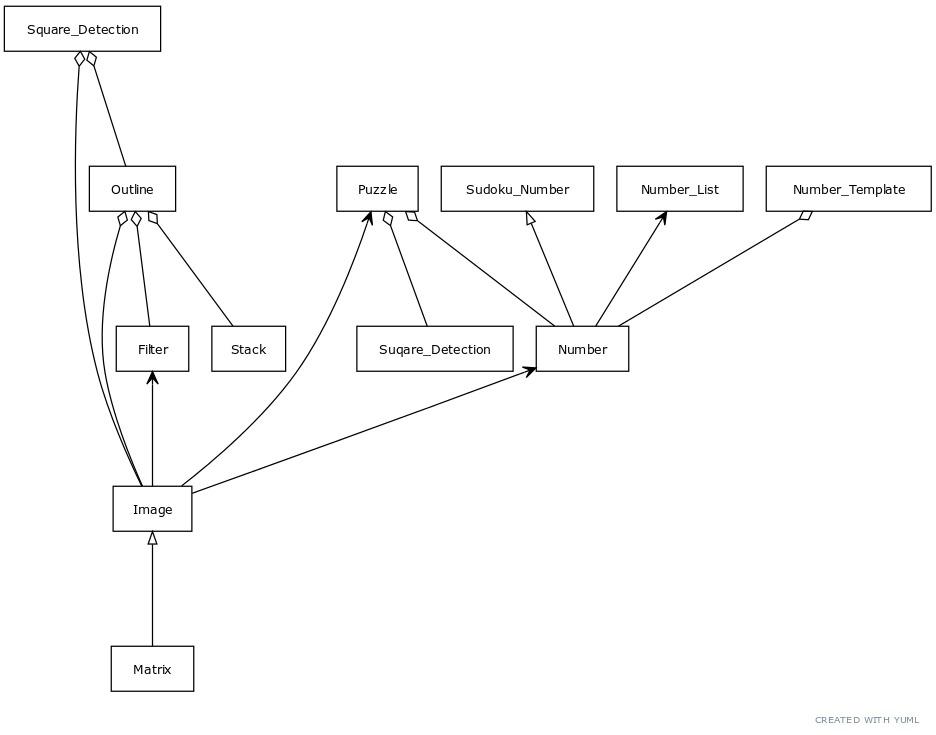 Square_Detection
Outline
Puzzle
Sudoku_Number
Number_List
Number_Template
Filter
Stack
Suqare_Detection
Number
Image
Matrix
CREATED WITH YUML